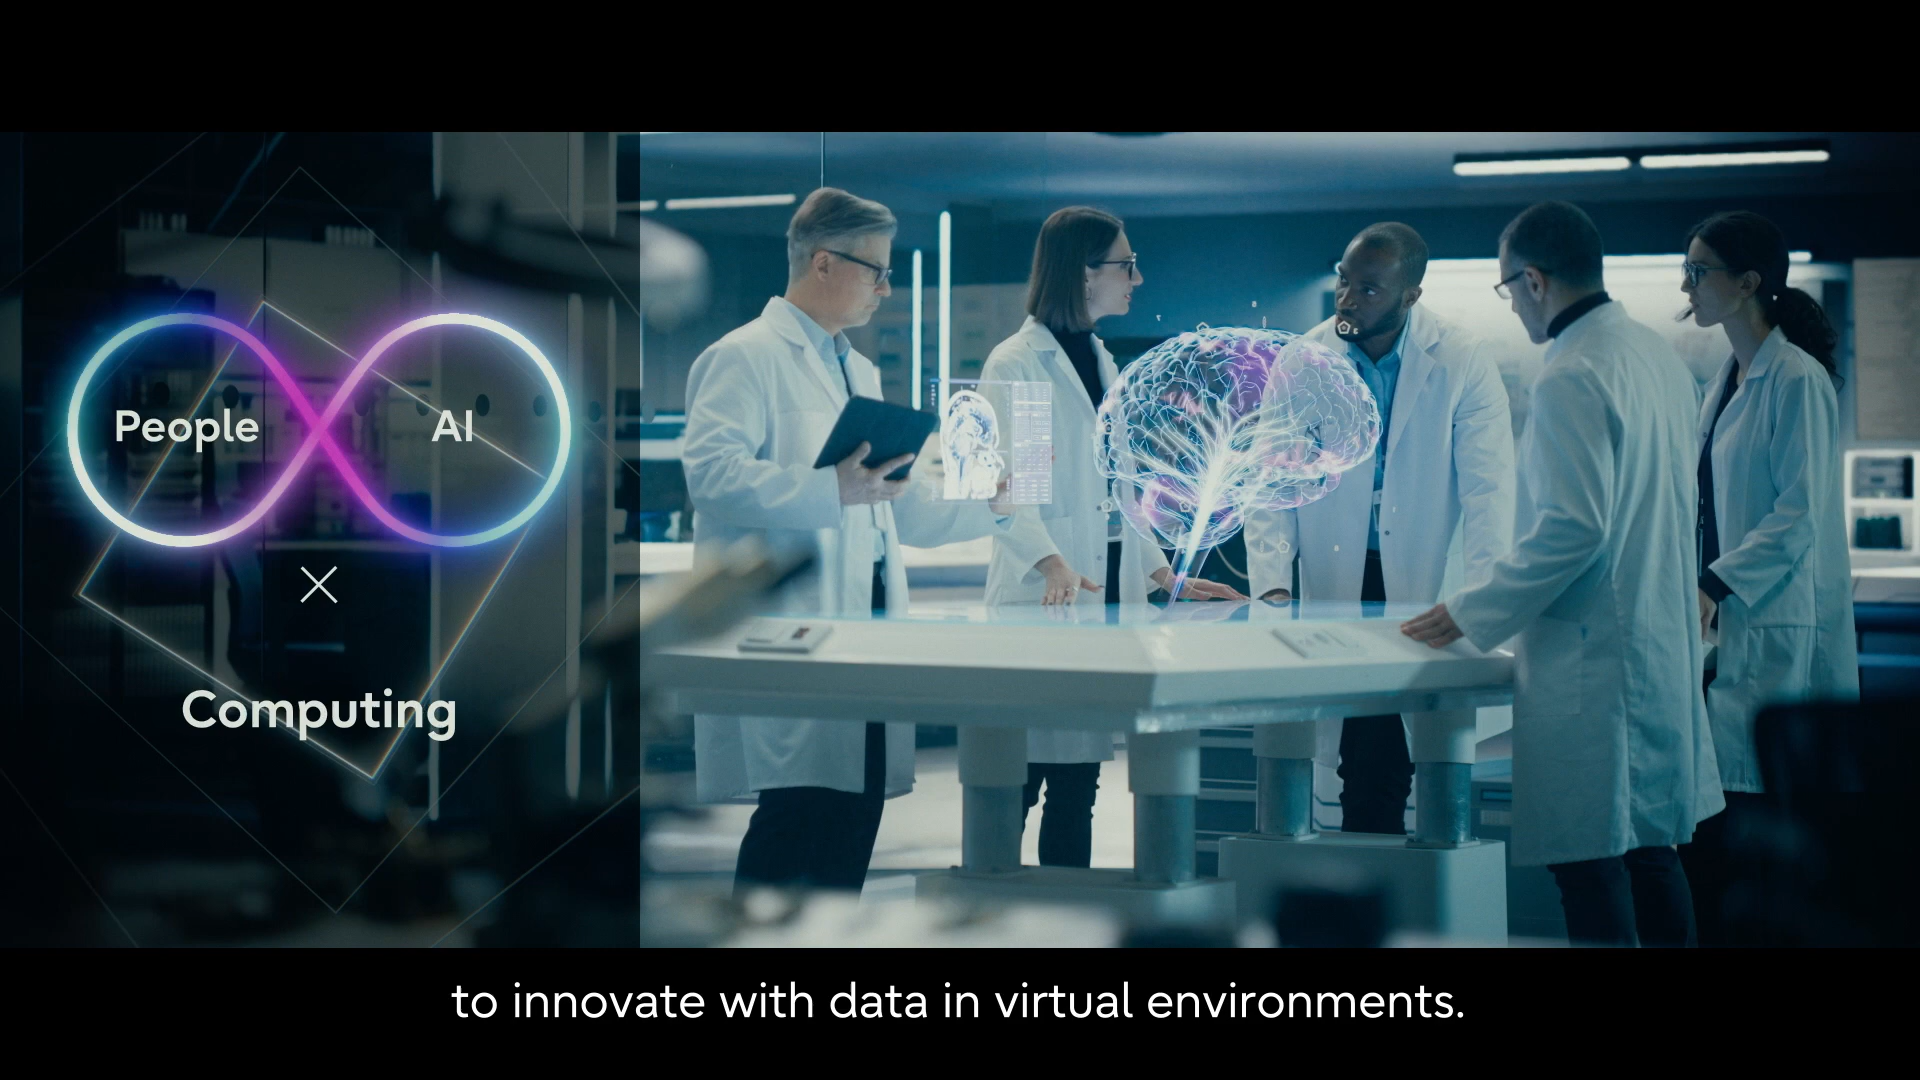 People AI
×
Computing
to innovate with data in virtual environments.